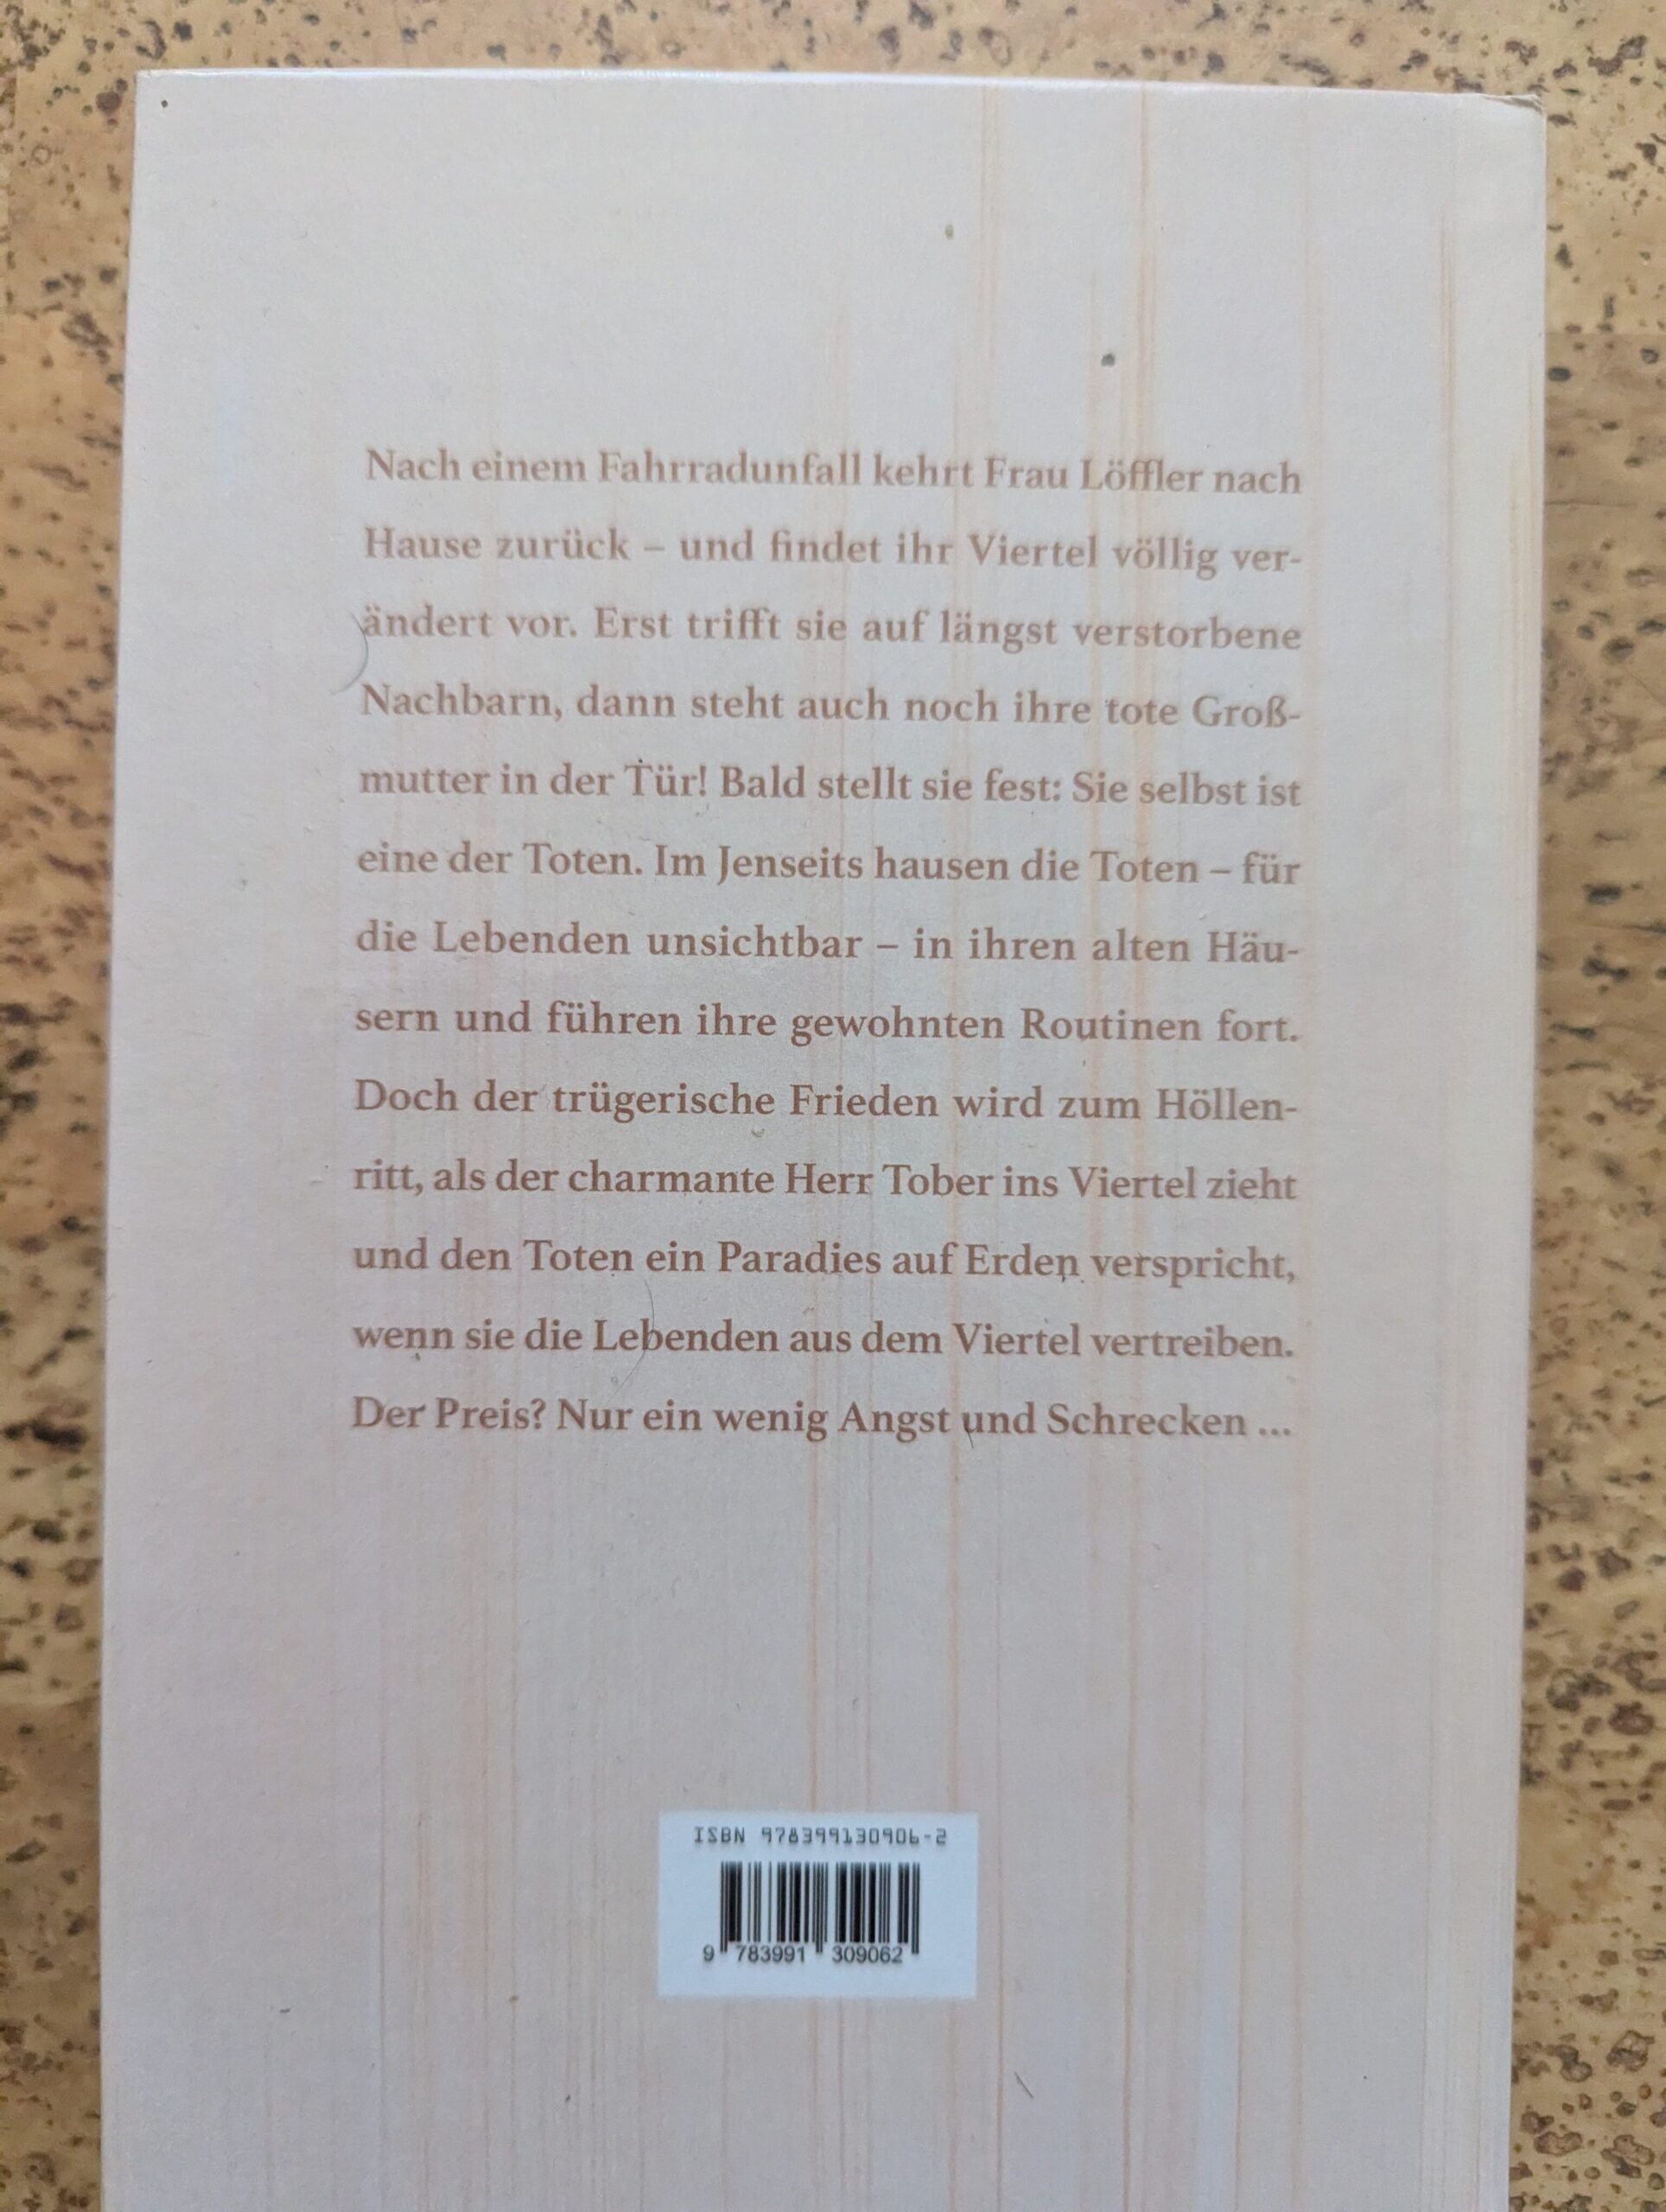 Nach einem Fahrradunfall kehrt Frau Löffler nach
Hause zurück – und findet ihr Viertel völlig ver-
ändert vor. Erst trifft sie auf längst verstorbene
Nachbarn, dann steht auch noch ihre tote Groß-
mutter in der Tür! Bald stellt sie fest: Sie selbst ist
eine der Toten. Im Jenseits hausen die Toten – für
die Lebenden unsichtbar – in ihren alten Häu-
sern und führen ihre gewohnten Routinen fort.
Doch der trügerische Frieden wird zum Höllen-
ritt, als der charmante Herr Tober ins Viertel zieht
und den Toten ein Paradies auf Erden verspricht,
wenn sie die Lebenden aus dem Viertel vertreiben.
Der Preis? Nur ein wenig Angst und Schrecken ...
ISBN 978399130906-2
9 783991 309062